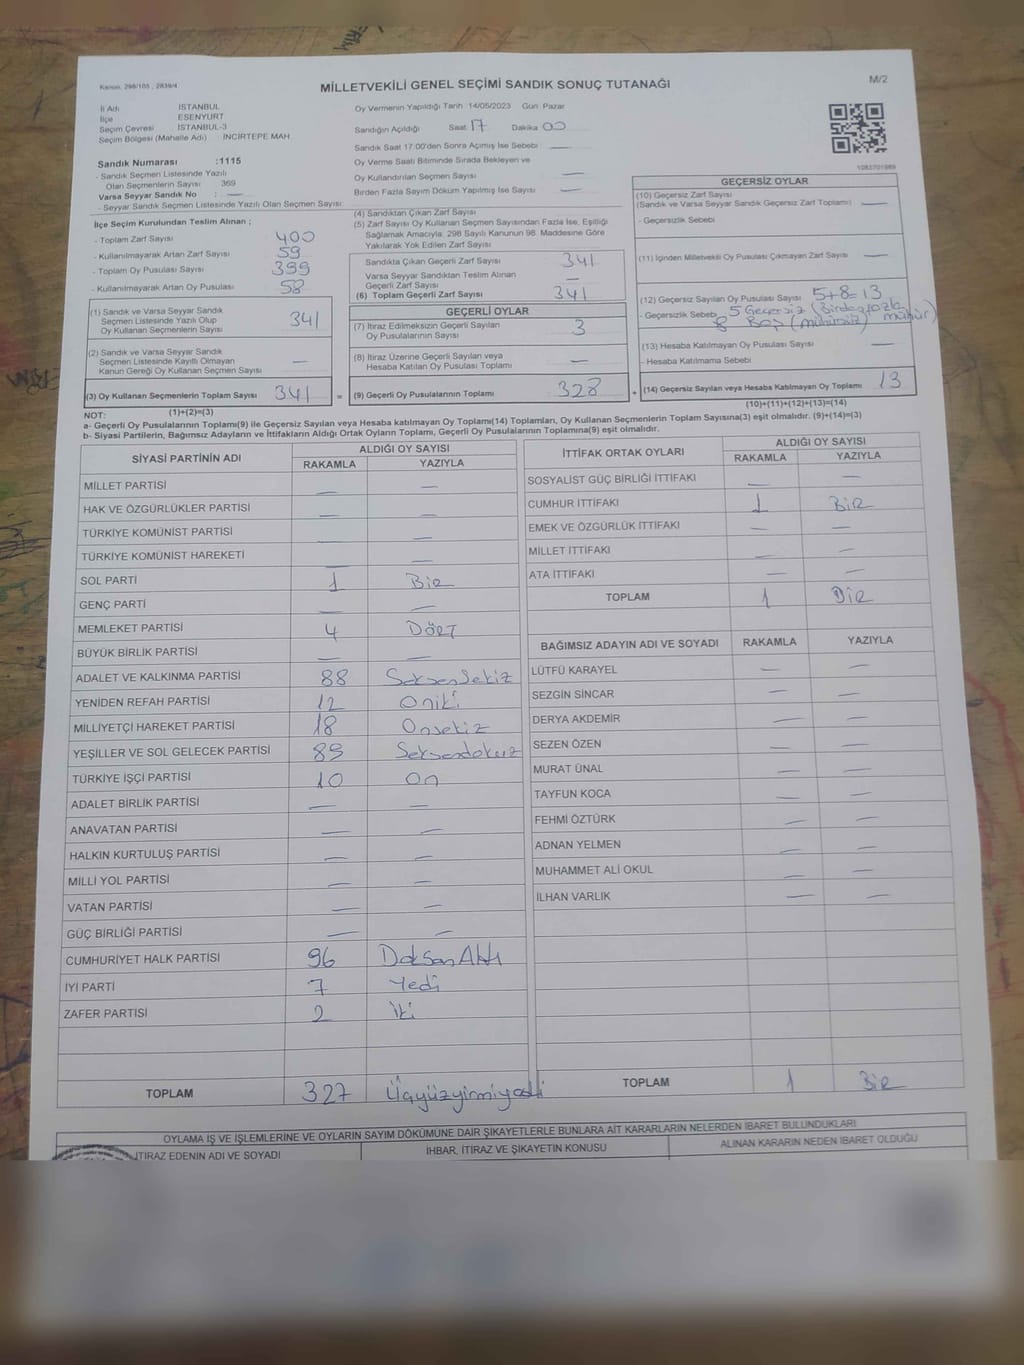 Kanun, 298/105 , 2839/4
MİLLETVEKİLİ GENEL SEÇİMİ SANDIK SONUÇ TUTANAĞI
M/2
İl Adı İSTANBUL
İlçe ESENYURT
Seçim Çevresi İSTANBUL-3
Seçim Bölgesi (Mahalle Adı) : İNCİRTEPE MAH.
Oy Vermenin Yapıldığı Tarih :14/05/2023 Gün: Pazar
Sandığın Açıldığı Saat 17 Dakika 00
Sandık Saat 17:00'den Sonra Açımış İse Sebebi : —
Oy Verme Saati Bitiminde Sırada Bekleyen ve
Oy Kullandırılan Seçmen Sayısı —
Birden Fazla Sayım Döküm Yapılmış İse Sayısı : —
Sandık Numarası :1115
- Sandık Seçmen Listesinde Yazılı
Olup Seçmenlerin Sayısı 369
Varsa Seyyar Sandık No : —
- Seyyar Sandık Seçmen Listesinde Yazılı Olan Seçmen Sayısı:
İlçe Seçim Kurulundan Teslim Alınan ;
- Toplam Zarf Sayısı 400
- Kullanılmayarak Artan Zarf Sayısı 59
- Toplam Oy Pusulası Sayısı 399
- Kullanılmayarak Artan Oy Pusulası 58
(1) Sandık ve Varsa Seyyar Sandık
Seçmen Listesinde Yazılı Olup
Oy Kullanan Seçmenlerin Sayısı 341
(2) Sandık ve Varsa Seyyar Sandık
Seçmen Listesinde Kayıtlı Olmayan
Kanun Gereği Oy Kullanan Seçmen Sayısı —
(3) Oy Kullanan Seçmenlerin Toplam Sayısı 341 =
(1)+(2)=(3)
(4) Sandıktan Çıkan Zarf Sayısı
(5) Zarf Sayısı Oy Kullanan Seçmen Sayısından Fazla İse, Eşitliği
Sağlamak Amacıyla, 298 Sayılı Kanunun 98. Maddesine Göre
Yakılarak Yok Edilen Zarf Sayısı
Sandıkta Çıkan Geçerli Zarf Sayısı 341
Varsa Seyyar Sandıktan Teslim Alınan
Geçerli Zarf Sayısı —
(6) Toplam Geçerli Zarf Sayısı 341
GEÇERLİ OYLAR
(7) İtiraz Edilmeksizin Geçerli Sayılan
Oy Pusulalarının Sayısı 3
(8) İtiraz Üzerine Geçerli Sayılan veya
Hesaba Katılan Oy Pusulası Toplamı —
(9) Geçerli Oy Pusulalarının Toplamı 328 +
1083701989
GEÇERSİZ OYLAR
(10) Geçersiz Zarf Sayısı
(Sandık ve Varsa Seyyar Sandık Geçersiz Zarf Toplamı) —
- Geçersizlik Sebebi
(11) İçinden Milletvekili Oy Pusulası Çıkmayan Zarf Sayısı —
(12) Geçersiz Sayılan Oy Pusulası Sayısı 5+8=13
- Geçersizlik Sebebi 5 Geçersiz (Birden fazla mühür)
8 Boş (mühürsüz)
(13) Hesaba Katılmayan Oy Pusulası Sayısı —
- Hesaba Katılmama Sebebi
(14) Geçersiz Sayılan veya Hesaba Katılmayan Oy Toplamı 13
(10)+(11)+(12)+(13)=(14)
NOT:
a- Geçerli Oy Pusulalarının Toplamı(9) ile Geçersiz Sayılan veya Hesaba katılmayan Oy Toplamı(14) Toplamları, Oy Kullanan Seçmenlerin Toplam Sayısına(3) eşit olmalıdır. (9)+(14)=(3)
b- Siyasi Partilerin, Bağımsız Adayların ve İttifakların Aldığı Ortak Oyların Toplamı, Geçerli Oy Pusulalarının Toplamına(9) eşit olmalıdır.
SİYASİ PARTİNİN ADI ALDIĞI OY SAYISI
RAKAMLA YAZIYLA
MİLLET PARTİSİ — —
HAK VE ÖZGÜRLÜKLER PARTİSİ — —
TÜRKİYE KOMÜNİST PARTİSİ — —
TÜRKİYE KOMÜNİST HAREKETİ — —
SOL PARTİ 1 Bir
GENÇ PARTİ — —
MEMLEKET PARTİSİ 4 Dört
BÜYÜK BİRLİK PARTİSİ — —
ADALET VE KALKINMA PARTİSİ 88 Seksensekiz
YENİDEN REFAH PARTİSİ 12 Oniki
MİLLİYETÇİ HAREKET PARTİSİ 18 Onsekiz
YEŞİLLER VE SOL GELECEK PARTİSİ 89 Seksendokuz
TÜRKİYE İŞÇİ PARTİSİ 10 On
ADALET BİRLİK PARTİSİ — —
ANAVATAN PARTİSİ — —
HALKIN KURTULUŞ PARTİSİ — —
MİLLİ YOL PARTİSİ — —
VATAN PARTİSİ — —
GÜÇ BİRLİĞİ PARTİSİ — —
CUMHURİYET HALK PARTİSİ 96 Doksan Altı
İYİ PARTİ 7 Yedi
ZAFER PARTİSİ 2 İki
TOPLAM 327 Üçyüzyirmiyedi
İTTİFAK ORTAK OYLARI ALDIĞI OY SAYISI
RAKAMLA YAZIYLA
SOSYALİST GÜÇ BİRLİĞİ İTTİFAKI — —
CUMHUR İTTİFAKI 1 Bir
EMEK VE ÖZGÜRLÜK İTTİFAKI — —
MİLLET İTTİFAKI — —
ATA İTTİFAKI — —
TOPLAM 1 Bir
BAĞIMSIZ ADAYIN ADI VE SOYADI RAKAMLA YAZIYLA
LÜTFÜ KARAYEL — —
SEZGİN SİNCAR — —
DERYA AKDEMİR — —
SEZEN ÖZEN — —
MURAT ÜNAL — —
TAYFUN KOCA — —
FEHMİ ÖZTÜRK — —
ADNAN YELMEN — —
MUHAMMET ALİ OKUL — —
İLHAN VARLIK — —
TOPLAM 1 Bir
OYLAMA İŞ VE İŞLEMLERİNE VE OYLARIN SAYIM DÖKÜMÜNE DAİR ŞİKAYETLERLE BUNLARA AİT KARARLARIN NELERDEN İBARET BULUNDUKLARI
İTİRAZ EDENİN ADI VE SOYADI İHBAR, İTİRAZ VE ŞİKAYETİN KONUSU ALINAN KARARIN NEDEN İBARET OLDUĞU